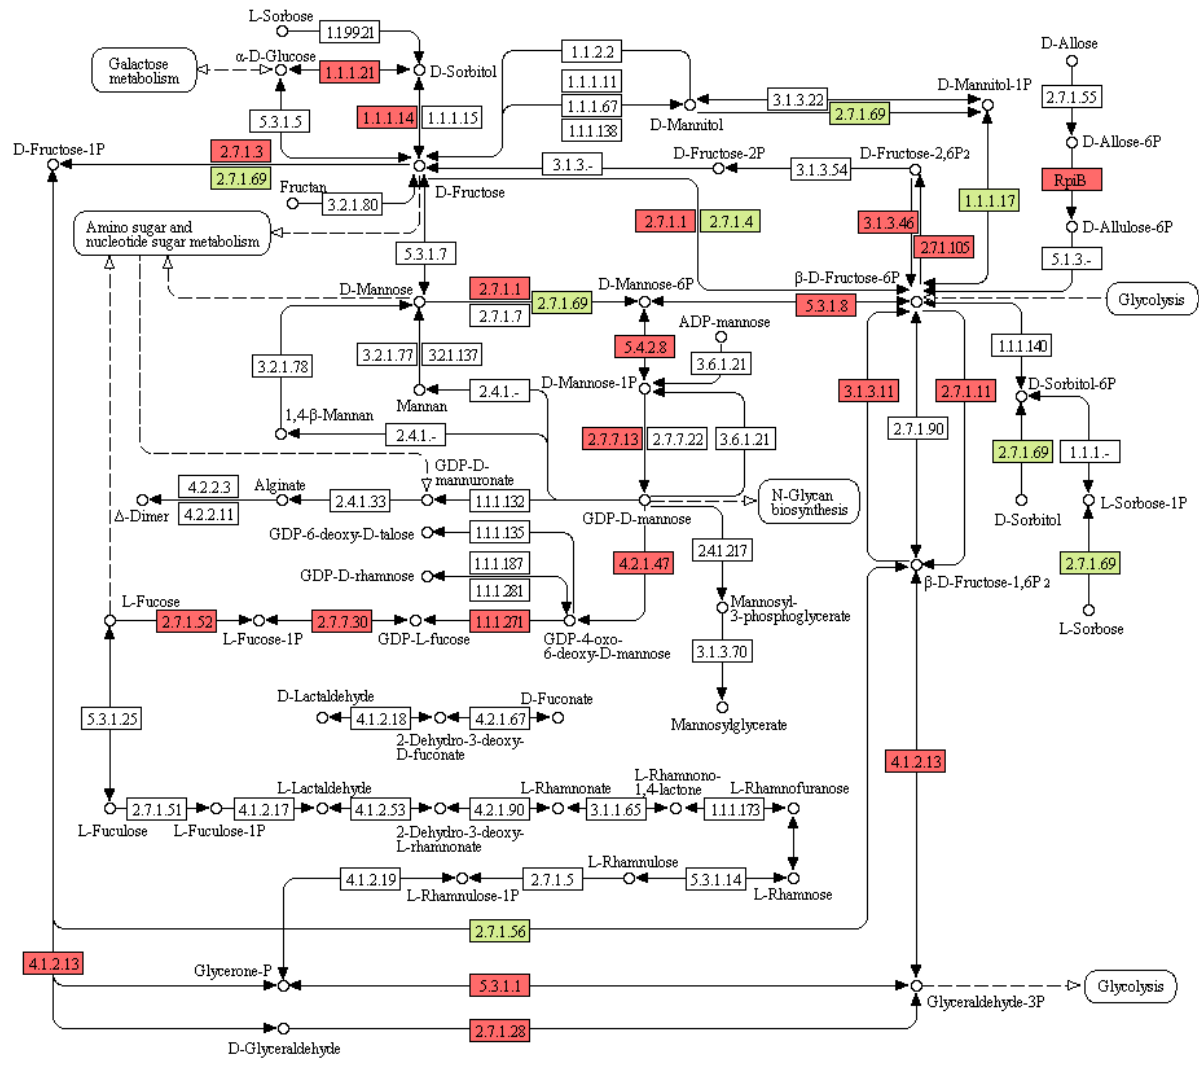 L-Sorbose
1.1.99.21
α-D-Glucose
Galactose
metabolism
1.1.1.21
D-Sorbitol
1.1.2.2
D-Allose
1.1.1.11
3.1.3.22
D-Mannitol-1P
2.7.1.55
5.3.1.5
1.1.1.14
1.1.1.15
1.1.1.67
2.7.1.69
D-Mannitol
1.1.1.138
D-Allose-6P
D-Fructose-1P
2.7.1.3
2.7.1.69
3.1.3.-
D-Fructose-2P
3.1.3.54
D-Fructose-2,6P2
RpiB
Fructan
3.2.1.80
D-Fructose
1.1.1.17
Amino sugar and
nucleotide sugar metabolism
2.7.1.1
2.7.1.4
3.1.3.46
2.7.1.105
D-Allulose-6P
5.3.1.7
5.1.3.-
D-Mannose
2.7.1.1
2.7.1.69
2.7.1.7
D-Mannose-6P
β-D-Fructose-6P
5.3.1.8
Glycolysis
ADP-mannose
5.4.2.8
3.6.1.21
1.1.1.140
3.2.1.78
3.2.1.77
3.2.1.137
D-Mannose-1P
D-Sorbitol-6P
2.4.1.-
Mannan
3.1.3.11
2.7.1.11
1,4-β-Mannan
2.4.1.-
2.7.7.13
2.7.7.22
3.6.1.21
2.7.1.90
2.7.1.69
1.1.1.-
GDP-D-
mannuronate
4.2.2.3
4.2.2.11
Δ-Dimer
Alginate
2.4.1.33
1.1.1.132
GDP-D-mannose
N-Glycan
biosynthesis
D-Sorbitol
L-Sorbose-1P
GDP-6-deoxy-D-talose
1.1.1.135
2.4.1.217
1.1.1.187
4.2.1.47
2.7.1.69
GDP-D-rhamnose
1.1.1.281
β-D-Fructose-1,6P2
L-Fucose
2.7.1.52
L-Fucose-1P
2.7.7.30
GDP-L-fucose
1.1.1.271
GDP-4-oxo-
6-deoxy-D-mannose
Mannosyl-
3-phosphoglycerate
L-Sorbose
3.1.3.70
D-Lactaldehyde
D-Fuconate
5.3.1.25
4.1.2.18
4.2.1.67
Mannosylglycerate
2-Dehydro-3-deoxy-
D-fuconate
4.1.2.13
L-Lactaldehyde
L-Rhamnonate
L-Rhamnono-
1,4-lactone
L-Rhamnofuranose
2.7.1.51
4.1.2.17
4.1.2.53
4.2.1.90
3.1.1.65
1.1.1.173
L-Fuculose
L-Fuculose-1P
2-Dehydro-3-deoxy-
L-rhamnonate
L-Rhamnulose
4.1.2.19
2.7.1.5
5.3.1.14
L-Rhamnulose-1P
L-Rhamnose
2.7.1.56
4.1.2.13
Glycerone-P
5.3.1.1
Glyceraldehyde-3P
Glycolysis
2.7.1.28
D-Glyceraldehyde